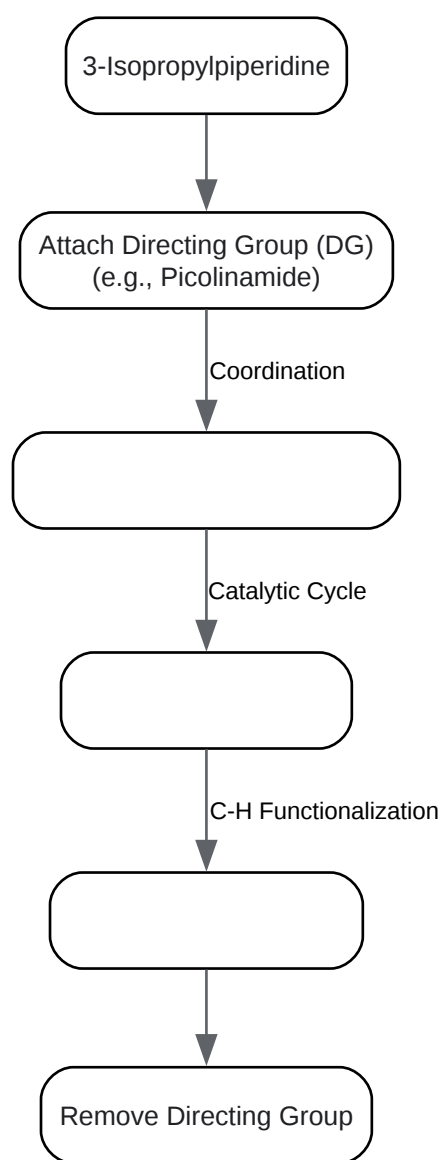 3-Isopropylpiperidine
Attach Directing Group (DG)
(e.g., Picolinamide)
Coordination
Catalytic Cycle
C-H Functionalization
Remove Directing Group